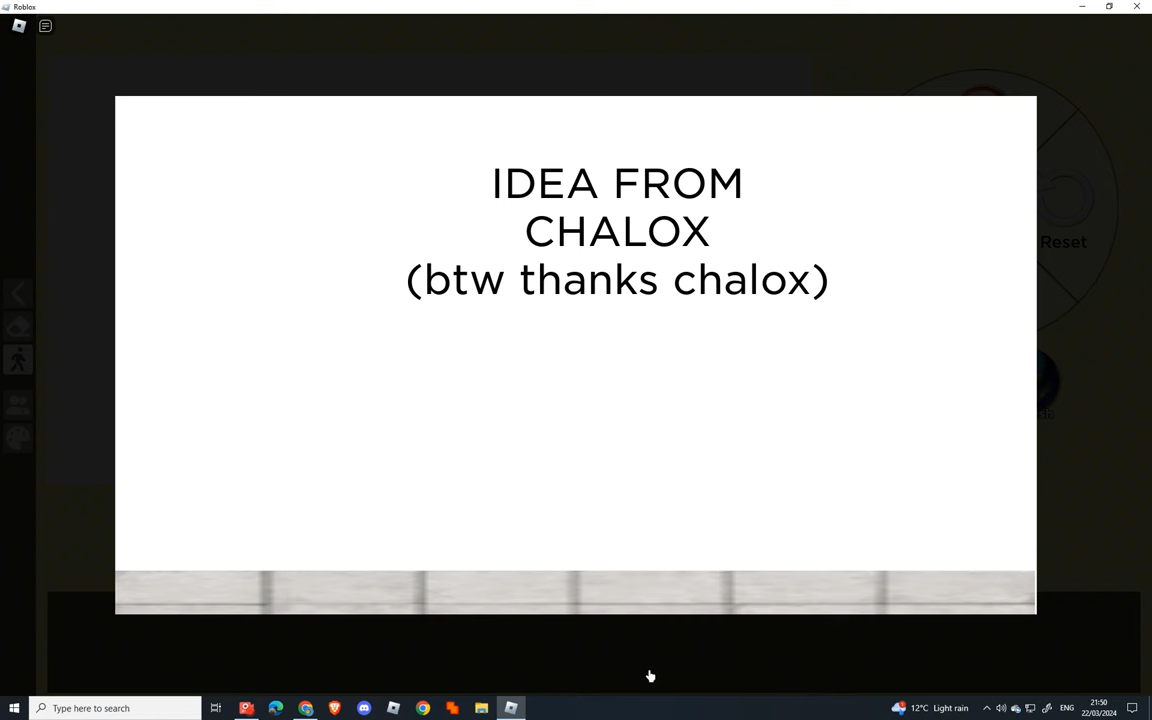 Roblox
IDEA FROM
CHALOX
(btw thanks chalox)
Reset
Type here to search
12°C Light rain
ENG
21:50
22/03/2024